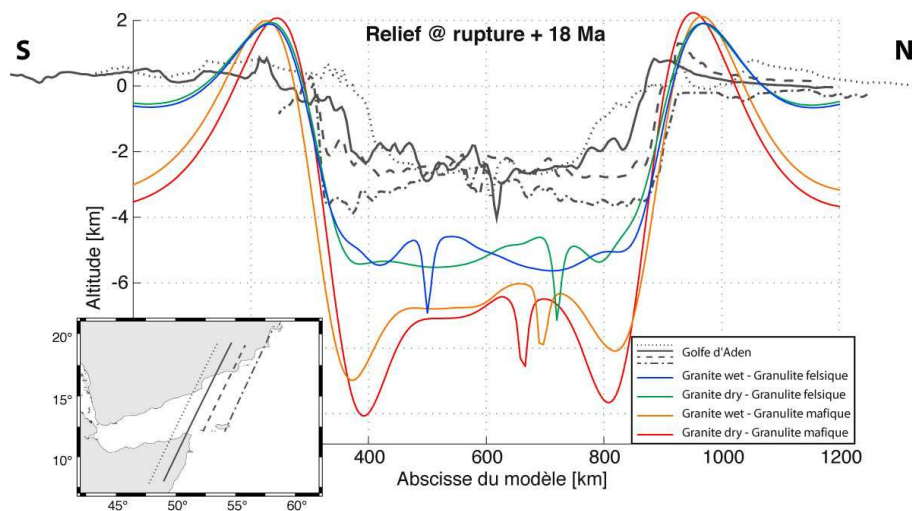 S
Relief @ rupture + 18 Ma
N
2
0
-2
-4
-6
Altitude [km]
400 600 800 1000 1200
Abscisse du modèle [km]
Golfe d'Aden
Granite wet - Granulite felsique
Granite dry - Granulite felsique
Granite wet - Granulite mafique
Granite dry - Granulite mafique
20°
15°
10°
45° 50° 55° 60°